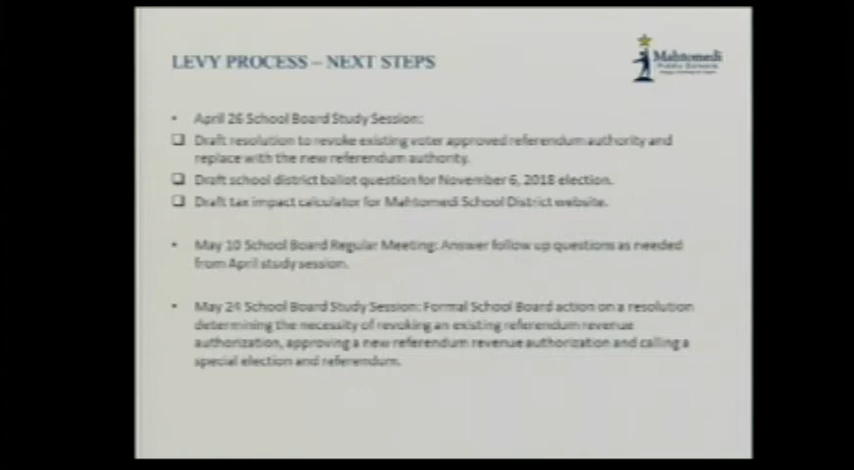 LEVY PROCESS – NEXT STEPS
Mahtomedi
Public Schools
• April 26 School Board Study Session:
❑ Draft resolution to revoke existing voter approved referendum authority and
replace with the new referendum authority.
❑ Draft school district ballot question for November 6, 2018 election.
❑ Draft tax impact calculator for Mahtomedi School District website.
• May 10 School Board Regular Meeting: Answer follow up questions as needed
from April study session.
• May 24 School Board Study Session: Formal School Board action on a resolution
determining the necessity of revoking an existing referendum revenue
authorization, approving a new referendum revenue authorization and calling a
special election and referendum.